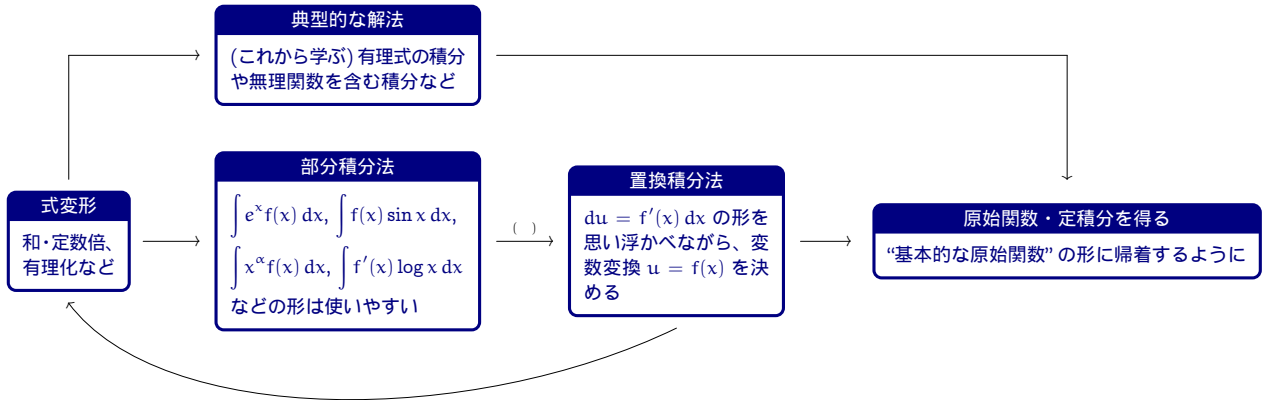 典型的な解法
(これから学ぶ) 有理式の積分
や無理関数を含む積分など
式変形
和・定数倍、
有理化など
部分積分法
∫ e^x f(x) dx, ∫ f(x) sin x dx,
∫ x^α f(x) dx, ∫ f′(x) log x dx
などの形は使いやすい
( )
置換積分法
du = f′(x) dx の形を
思い浮かべながら、変
数変換 u = f(x) を決
める
原始関数・定積分を得る
“基本的な原始関数” の形に帰着するように